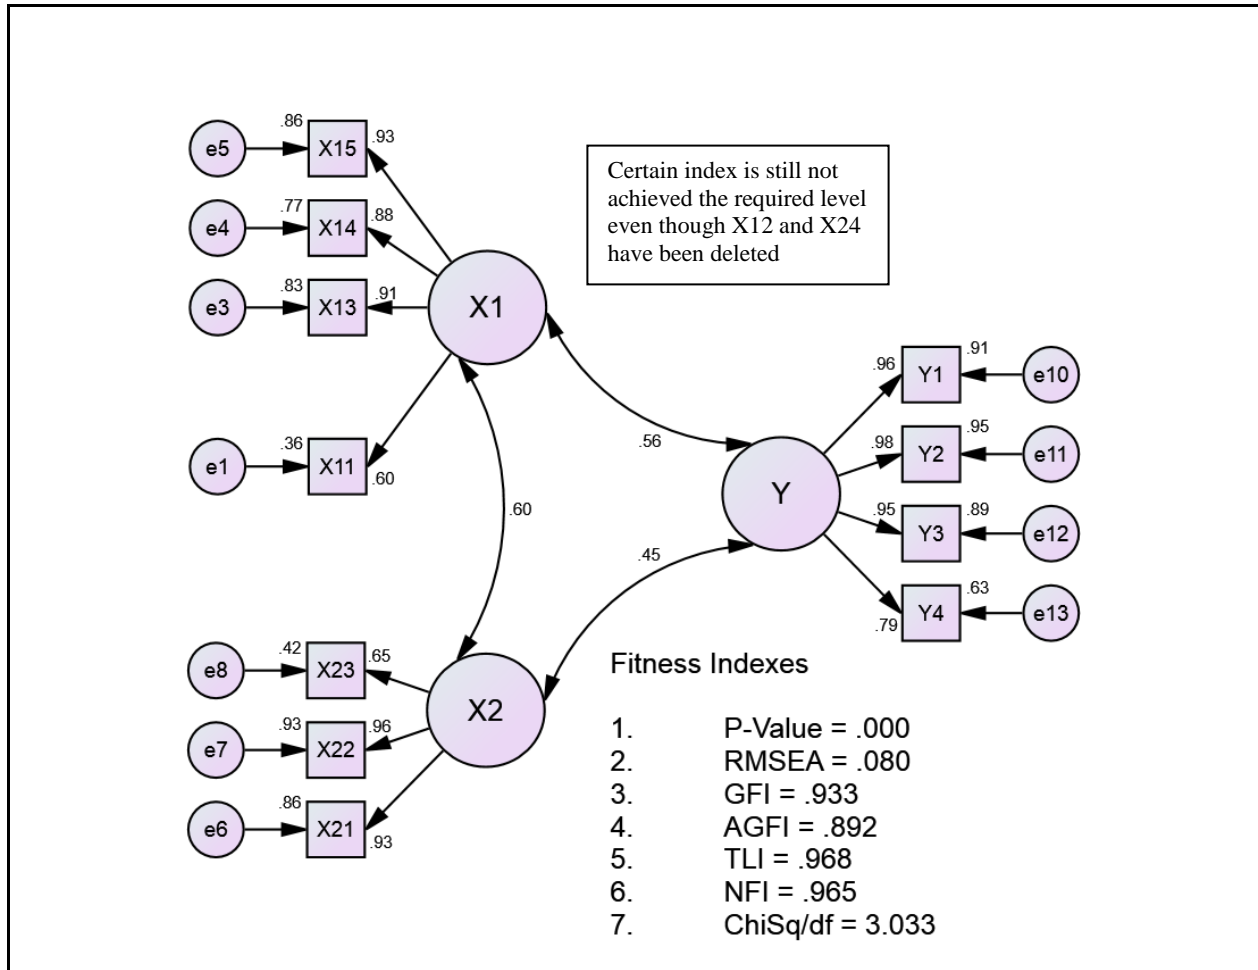 .86
e5
X15
.93
.77
e4
X14
.88
.83
e3
X13
.91
X1
.36
e1
X11
.60
Certain index is still not
achieved the required level
even though X12 and X24
have been deleted
.56
.60
.45
Y
.96
Y1
.91
e10
.98
Y2
.95
e11
.95
Y3
.89
e12
.79
Y4
.63
e13
.42
e8
X23
.65
.93
e7
X22
.96
.86
e6
X21
.93
X2
Fitness Indexes
1. P-Value = .000
2. RMSEA = .080
3. GFI = .933
4. AGFI = .892
5. TLI = .968
6. NFI = .965
7. ChiSq/df = 3.033